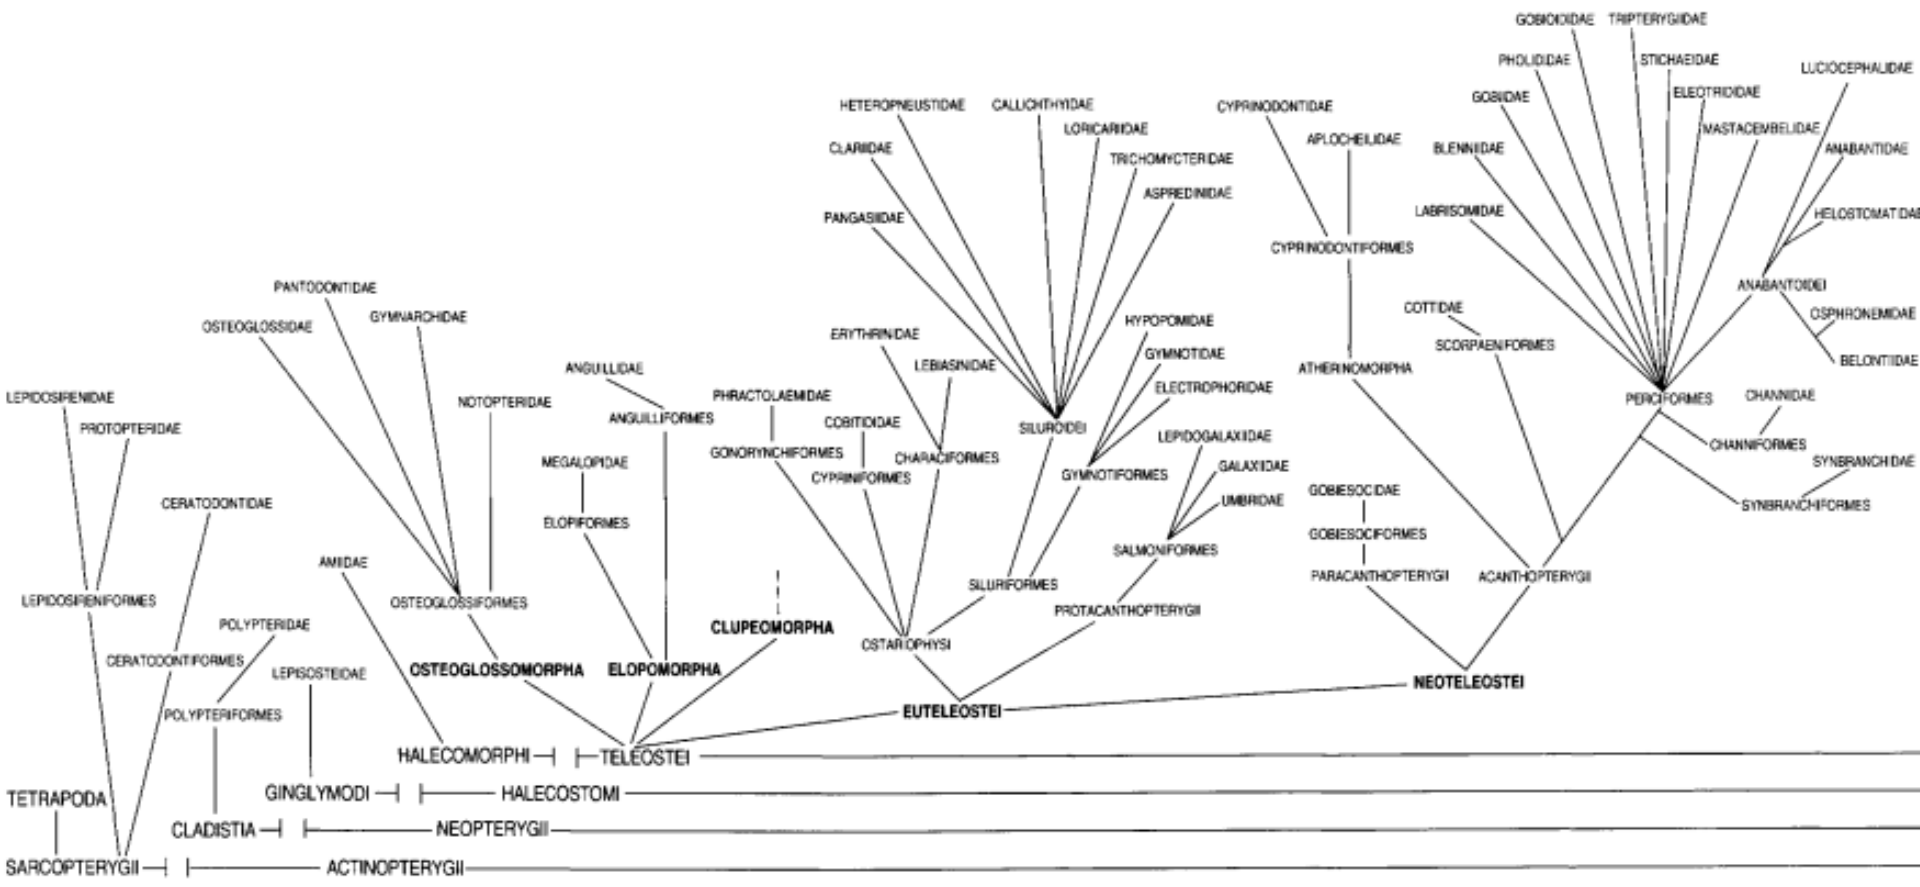 GOBIOIDIDAE TRIPTERYGIIDAE
PHOLIDIDAE STICHAEIDAE LUCIOCEPHALIDAE
GOBIIDAE ELEOTRIDIDAE
HETEROPNEUSTIDAE CALLICHTHYIDAE CYPRINODONTIDAE
LORICARIIDAE APLOCHEILIDAE MASTACEMBELIDAE
CLARIIDAE TRICHOMYCTERIDAE BLENNIIDAE ANABANTIDAE
ASPREDINIDAE
PANGASIIDAE LABRISOMIDAE HELOSTOMATIDAE
CYPRINODONTIFORMES
PANTODONTIDAE ANABANTOIDEI
OSTEOGLOSSIDAE GYMNARCHIDAE HYPOPOMIDAE COTTIDAE OSPHRONEMIDAE
ERYTHRINIDAE GYMNOTIDAE SCORPAENIFORMES
ANGUILLIDAE LEBIASINIDAE ATHERINOMORPHA BELONTIIDAE
LEPIDOSIRENIDAE NOTOPTERIDAE PHRACTOLAEMIDAE ELECTROPHORIDAE PERCIFORMES CHANNIDAE
PROTOPTERIDAE ANGUILLIFORMES COBITIDIDAE SILUROIDEI LEPIDOGALAXIIDAE
MEGALOPIDAE GONORYNCHIFORMES CHARACIFORMES CHANNIFORMES
CYPRINIFORMES GYMNOTIFORMES GALAXIIDAE SYNBRANCHIDAE
CERATODONTIDAE UMBRIDAE GOBIESOCIDAE SYNBRANCHIFORMES
ELOPIFORMES GOBIESOCIFORMES
AMIIDAE SALMONIFORMES
LEPIDOSIRENIFORMES OSTEOGLOSSIFORMES SILURIFORMES PARACANTHOPTERYGII ACANTHOPTERYGII
POLYPTERIDAE CLUPEOMORPHA PROTACANTHOPTERYGII
CERATODONTIFORMES OSTARIOPHYSI
LEPISOSTEIDAE OSTEOGLOSSOMORPHA ELOPOMORPHA NEOTELEOSTEI
POLYPTERIFORMES EUTELEOSTEI
HALECOMORPHI TELEOSTEI
TETRAPODA GINGLYMODI HALECOSTOMI
CLADISTIA NEOPTERYGII
SARCOPTERYGII ACTINOPTERYGII